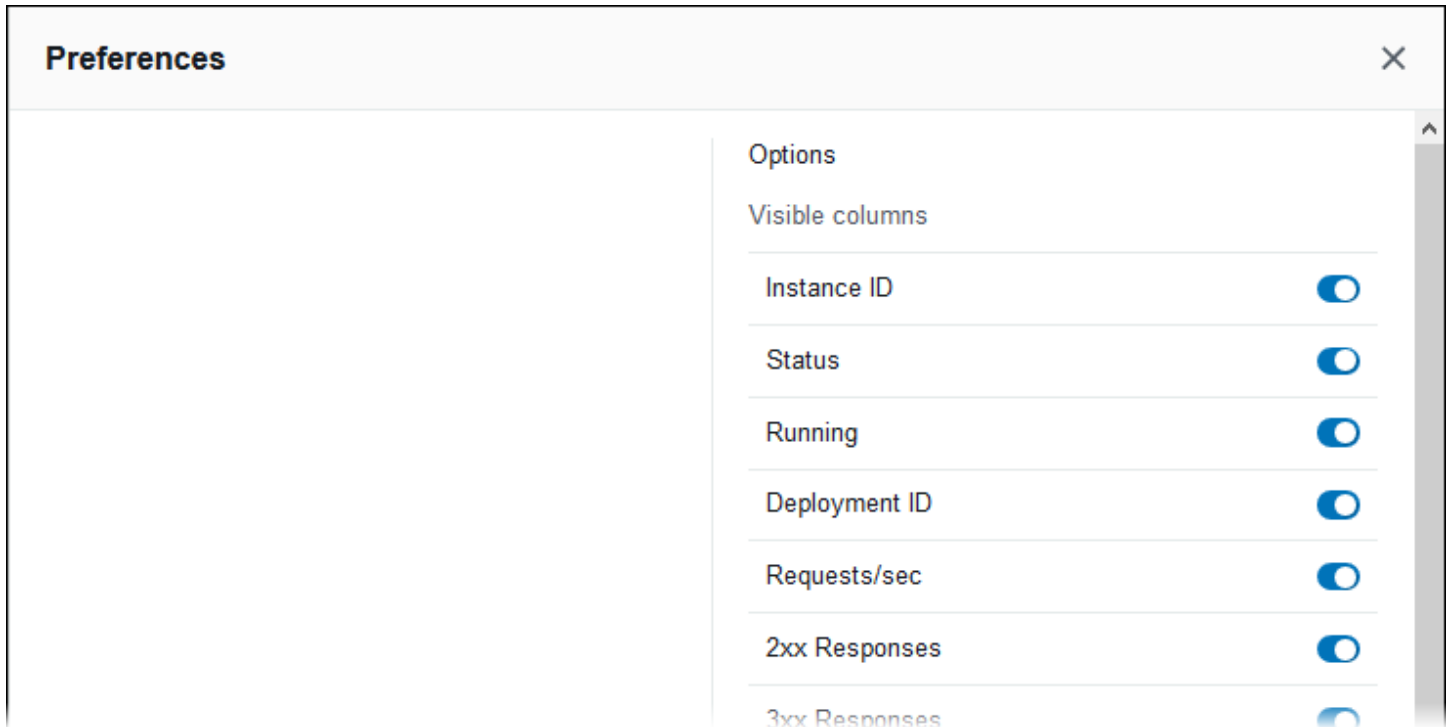 Preferences
Options
Visible columns
Instance ID
Status
Running
Deployment ID
Requests/sec
2xx Responses
3xx Responses